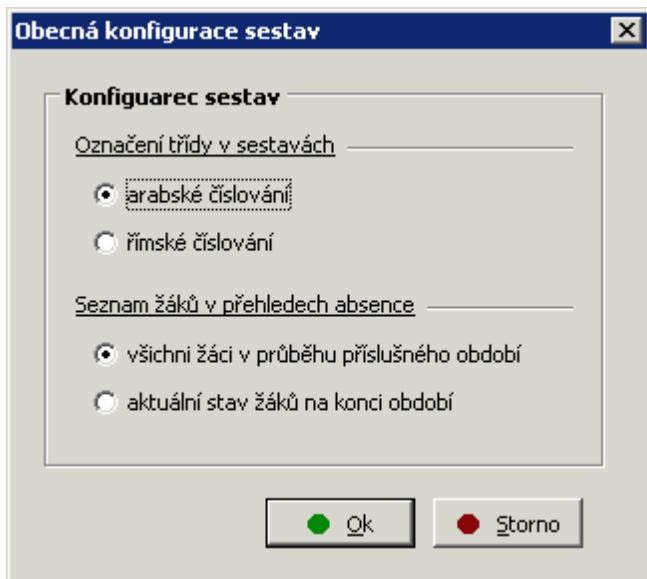 Obecná konfigurace sestav
Konfiguarec sestav
Označení třídy v sestavách
arabské číslování
římské číslování
Seznam žáků v přehledech absence
všichni žáci v průběhu příslušného období
aktuální stav žáků na konci období
Ok
Storno